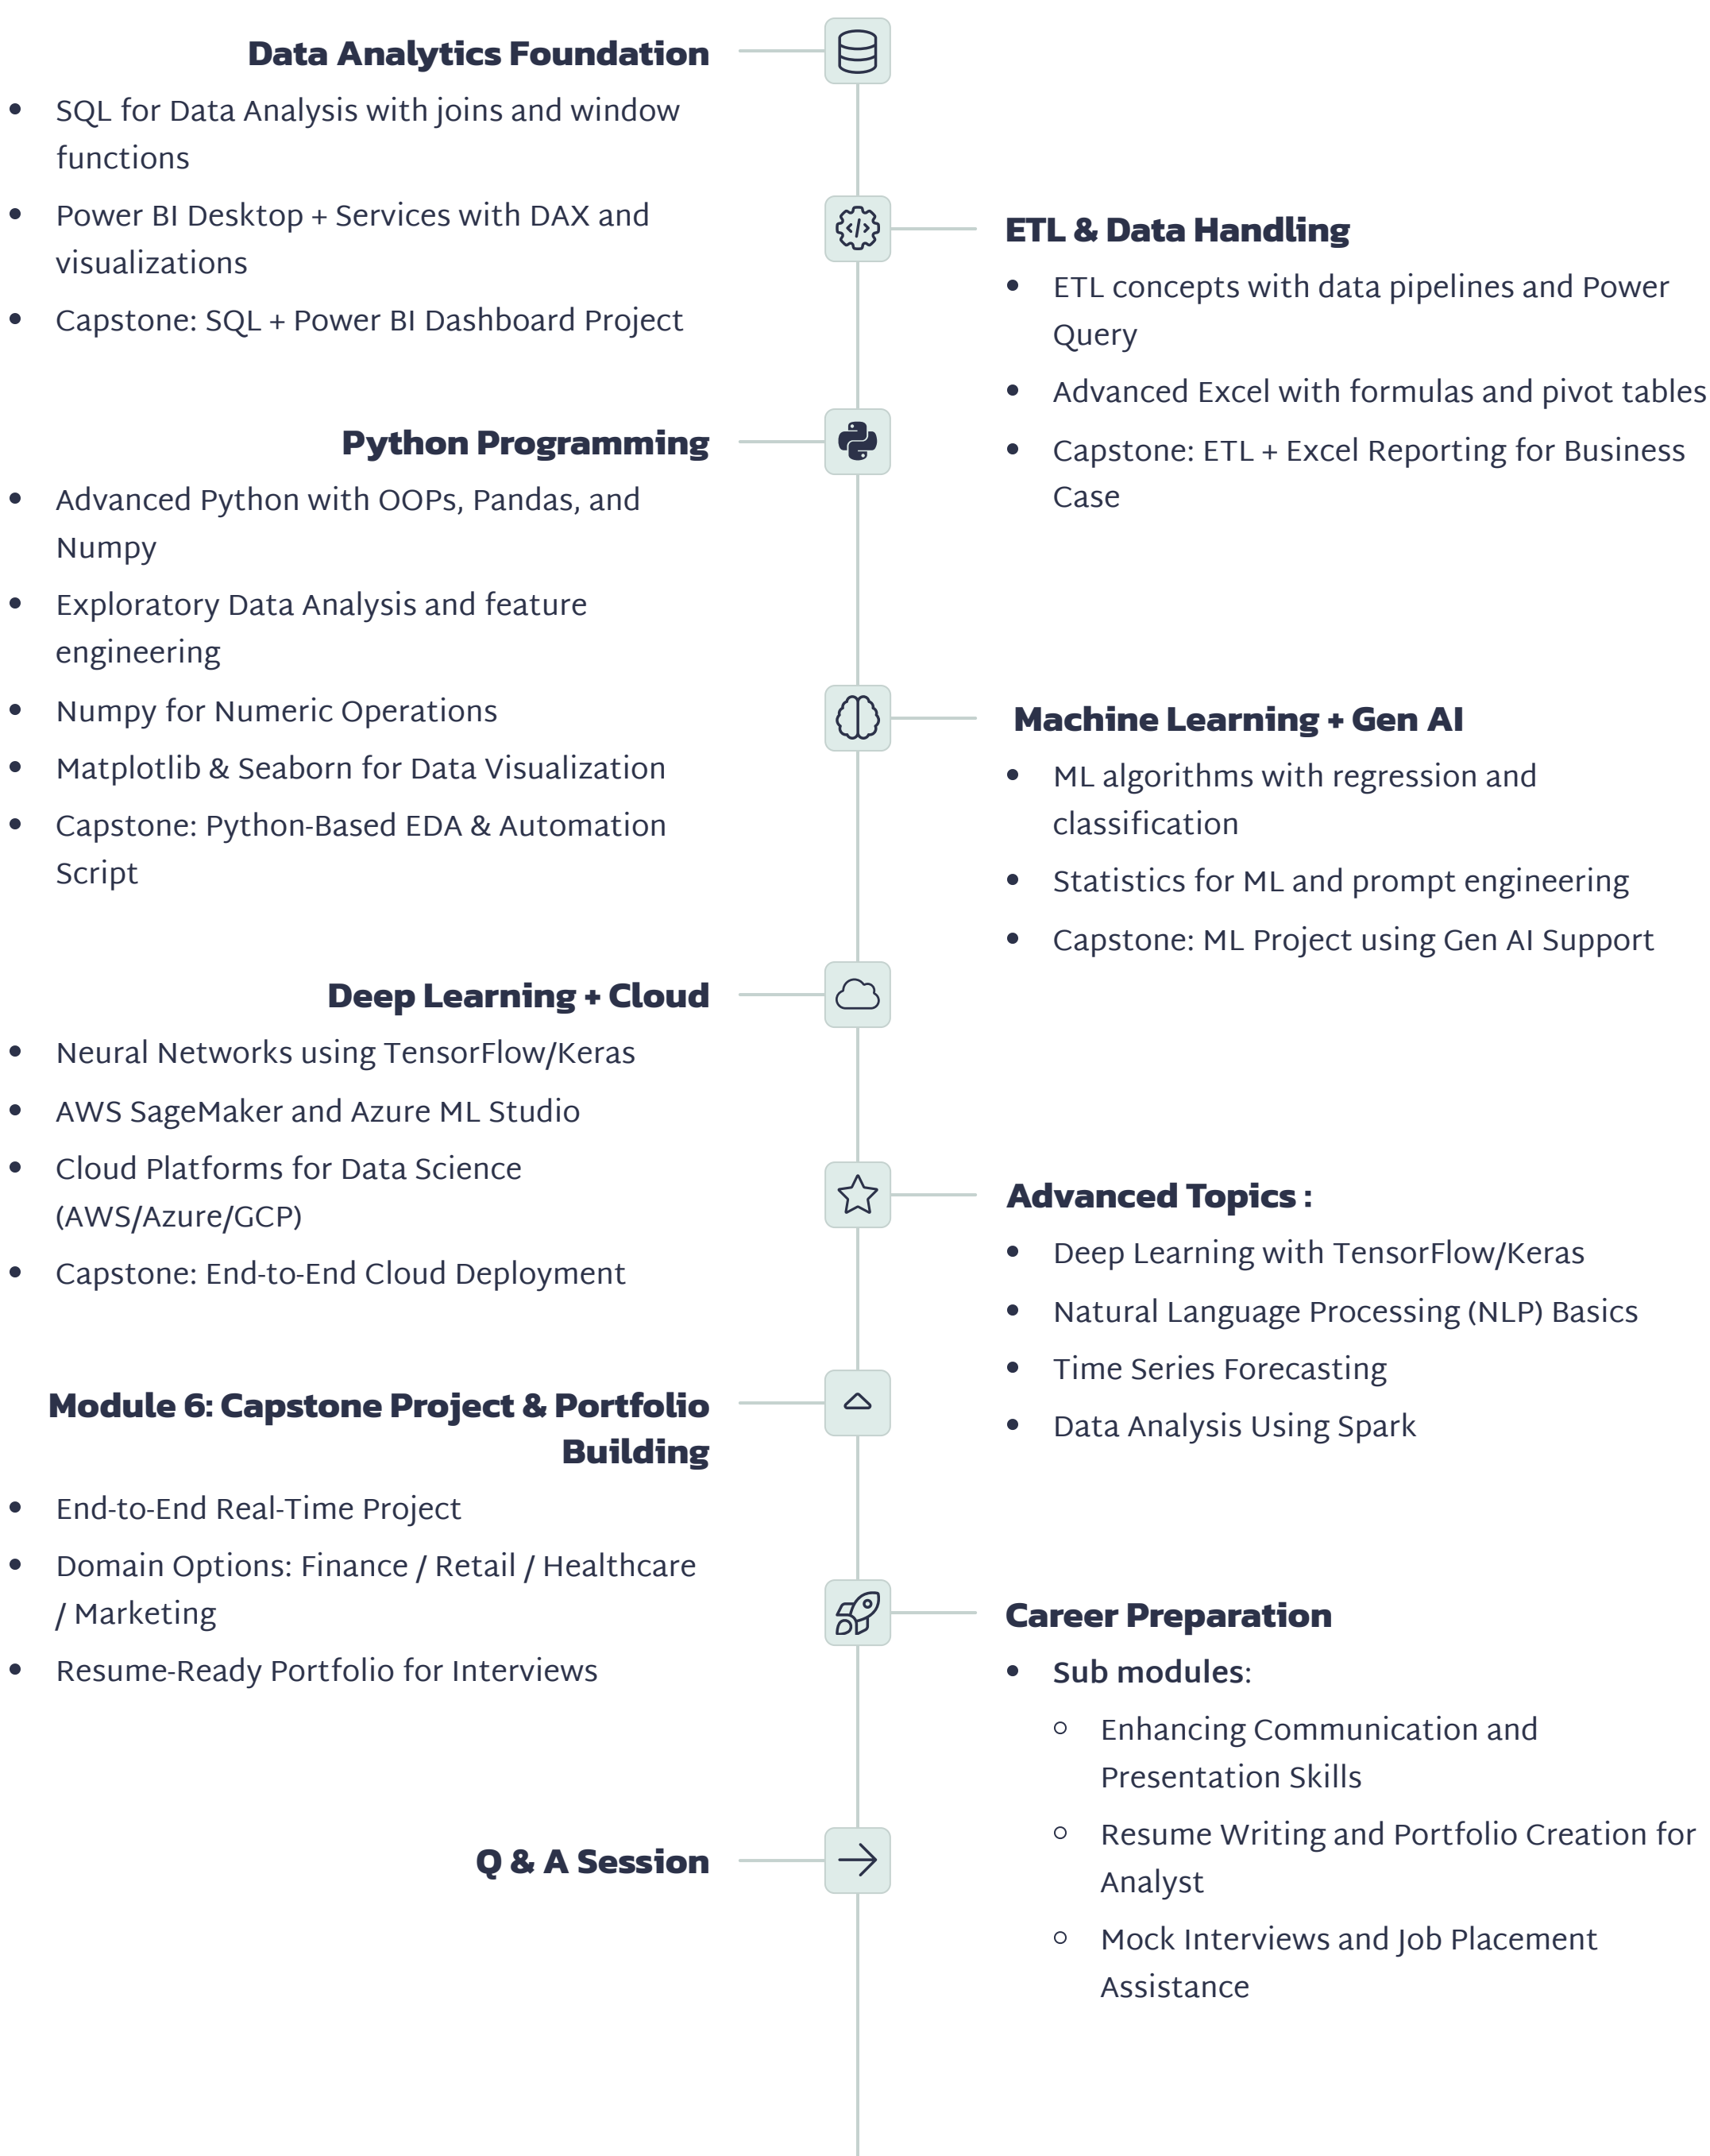 Data Analytics Foundation
SQL for Data Analysis with joins and window
functions
Power BI Desktop + Services with DAX and
visualizations
Capstone: SQL + Power BI Dashboard Project
ETL & Data Handling
ETL concepts with data pipelines and Power
Query
Advanced Excel with formulas and pivot tables
Capstone: ETL + Excel Reporting for Business
Case
Python Programming
Advanced Python with OOPs, Pandas, and
Numpy
Exploratory Data Analysis and feature
engineering
Numpy for Numeric Operations
Matplotlib & Seaborn for Data Visualization
Capstone: Python-Based EDA & Automation
Script
Machine Learning + Gen AI
ML algorithms with regression and
classification
Statistics for ML and prompt engineering
Capstone: ML Project using Gen AI Support
Deep Learning + Cloud
Neural Networks using TensorFlow/Keras
AWS SageMaker and Azure ML Studio
Cloud Platforms for Data Science
(AWS/Azure/GCP)
Capstone: End-to-End Cloud Deployment
Advanced Topics :
Deep Learning with TensorFlow/Keras
Natural Language Processing (NLP) Basics
Time Series Forecasting
Data Analysis Using Spark
Module 6: Capstone Project & Portfolio
Building
End-to-End Real-Time Project
Domain Options: Finance / Retail / Healthcare
/ Marketing
Resume-Ready Portfolio for Interviews
Career Preparation
Sub modules:
Enhancing Communication and
Presentation Skills
Resume Writing and Portfolio Creation for
Analyst
Mock Interviews and Job Placement
Assistance
Q & A Session